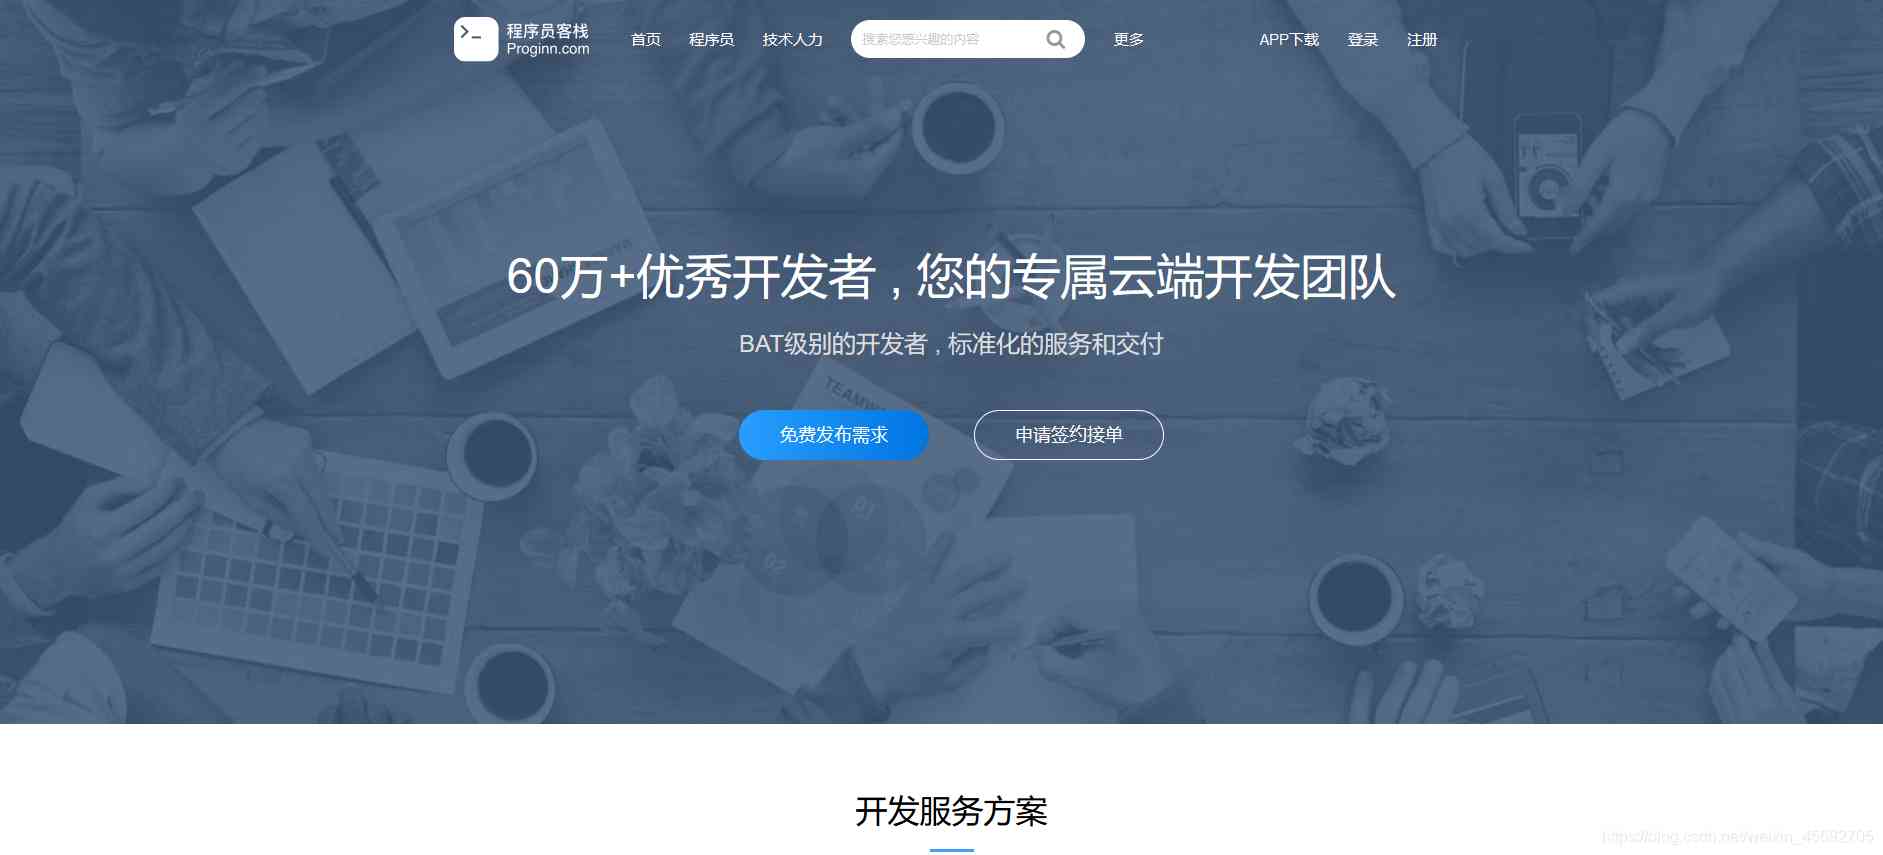 程序员客栈
Proginn.com
首页 程序员 技术人力 搜索您感兴趣的内容 更多 APP下载 登录 注册
60万+优秀开发者，您的专属云端开发团队
BAT级别的开发者，标准化的服务和交付
TEAMW
免费发布需求 申请签约接单
01
02
开发服务方案
https://blog.csdn.net/weixin_45692705